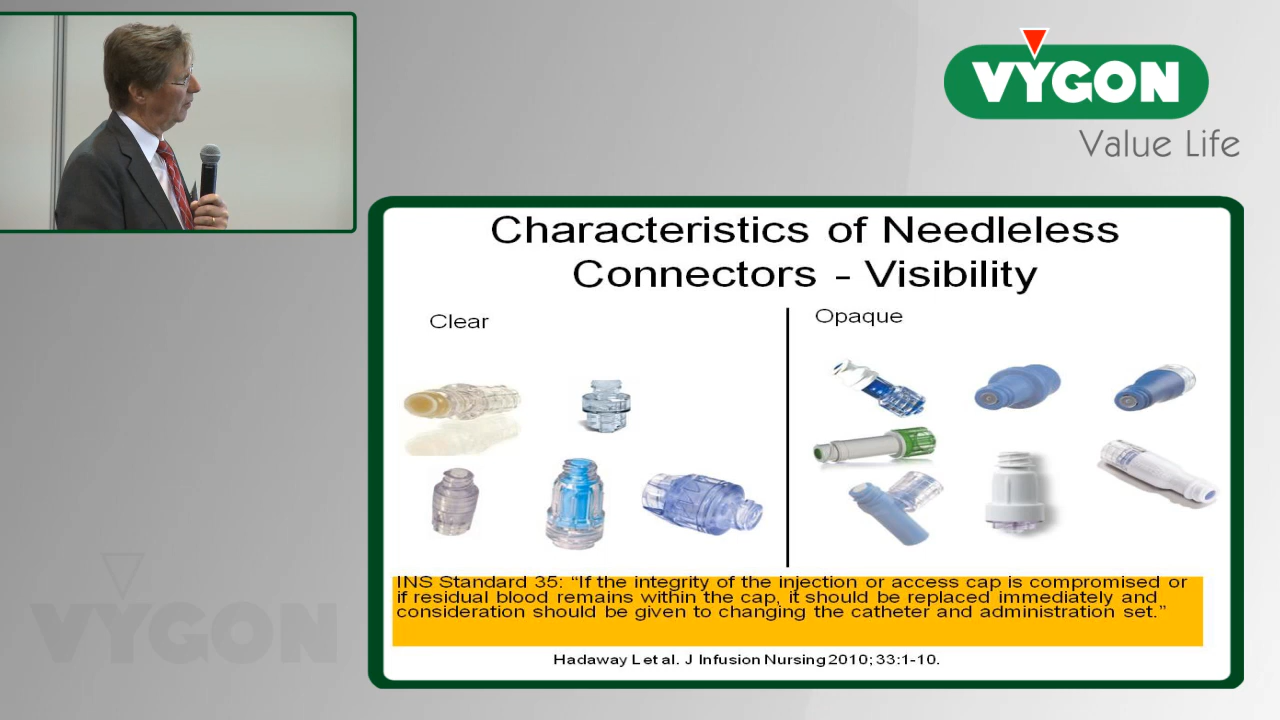 VYGON
Value Life
Characteristics of Needleless
Connectors - Visibility
Clear
Opaque
INS Standard 35: “If the integrity of the injection or access cap is compromised or
if residual blood remains within the cap, it should be replaced immediately and
consideration should be given to changing the catheter and administration set.”
Hadaway L et al. J Infusion Nursing 2010; 33:1-10.
VYGON